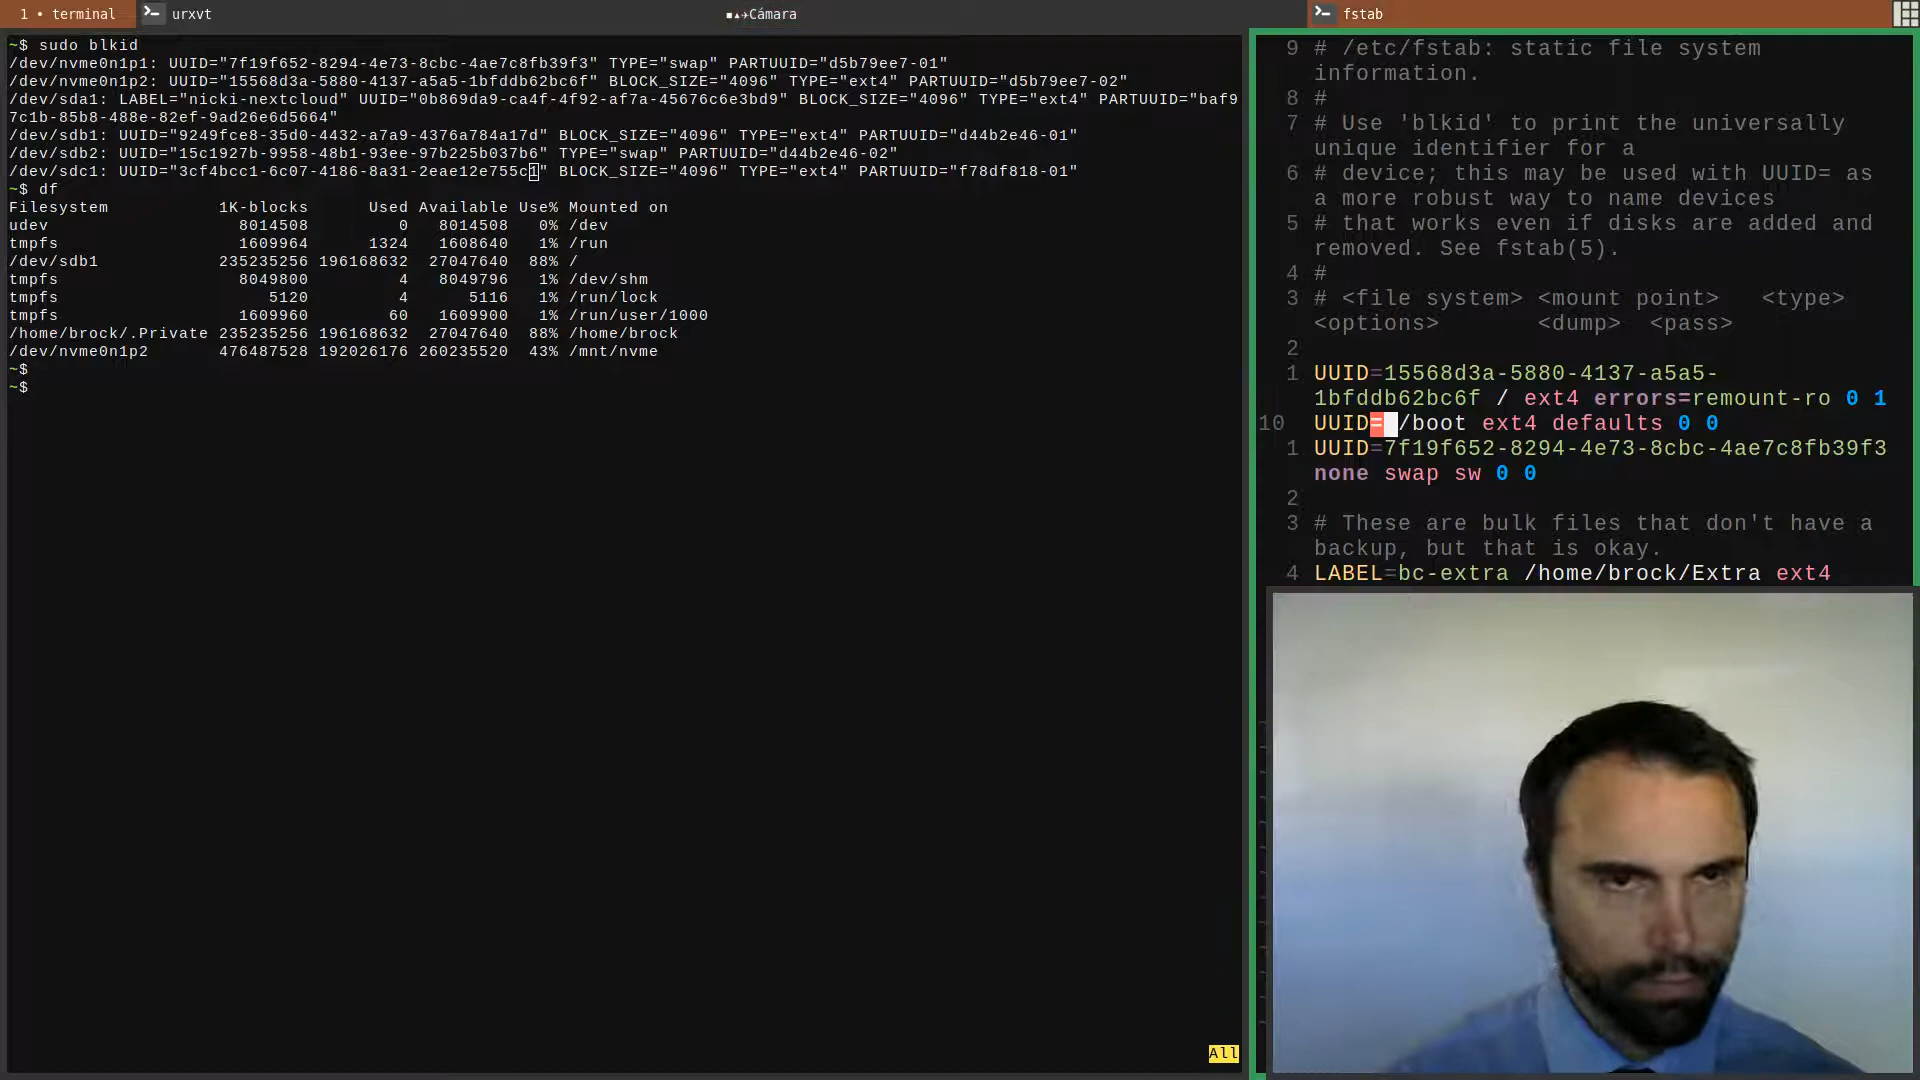 1 • terminal
urxvt
Cámara
fstab
~$ sudo blkid
/dev/nvme0n1p1: UUID="7f19f652-8294-4e73-8cbc-4ae7c8fb39f3" TYPE="swap" PARTUUID="d5b79ee7-01"
/dev/nvme0n1p2: UUID="15568d3a-5880-4137-a5a5-1bfddb62bc6f" BLOCK_SIZE="4096" TYPE="ext4" PARTUUID="d5b79ee7-02"
/dev/sda1: LABEL="nicki-nextcloud" UUID="0b869da9-ca4f-4f92-af7a-45676c6e3bd9" BLOCK_SIZE="4096" TYPE="ext4" PARTUUID="baf9
7c1b-85b8-488e-82ef-9ad26e6d5664"
/dev/sdb1: UUID="9249fce8-35d0-4432-a7a9-4376a784a17d" BLOCK_SIZE="4096" TYPE="ext4" PARTUUID="d44b2e46-01"
/dev/sdb2: UUID="15c1927b-9958-48b1-93ee-97b225b037b6" TYPE="swap" PARTUUID="d44b2e46-02"
/dev/sdc1: UUID="3cf4bcc1-6c07-4186-8a31-2eae12e755c1" BLOCK_SIZE="4096" TYPE="ext4" PARTUUID="f78df818-01"
~$ df
Filesystem 1K-blocks Used Available Use% Mounted on
udev 8014508 0 8014508 0% /dev
tmpfs 1609964 1324 1608640 1% /run
/dev/sdb1 235235256 196168632 27047640 88% /
tmpfs 8049800 4 8049796 1% /dev/shm
tmpfs 5120 4 5116 1% /run/lock
tmpfs 1609960 60 1609900 1% /run/user/1000
/home/brock/.Private 235235256 196168632 27047640 88% /home/brock
/dev/nvme0n1p2 476487528 192026176 260235520 43% /mnt/nvme
~$
~$
All
9 # /etc/fstab: static file system
information.
8 #
7 # Use 'blkid' to print the universally
unique identifier for a
6 # device; this may be used with UUID= as
a more robust way to name devices
5 # that works even if disks are added and
removed. See fstab(5).
4 #
3 # <file system> <mount point> <type>
<options> <dump> <pass>
2
1 UUID=15568d3a-5880-4137-a5a5-
1bfddb62bc6f / ext4 errors=remount-ro 0 1
10 UUID= /boot ext4 defaults 0 0
1 UUID=7f19f652-8294-4e73-8cbc-4ae7c8fb39f3
none swap sw 0 0
2
3 # These are bulk files that don't have a
backup, but that is okay.
4 LABEL=bc-extra /home/brock/Extra ext4